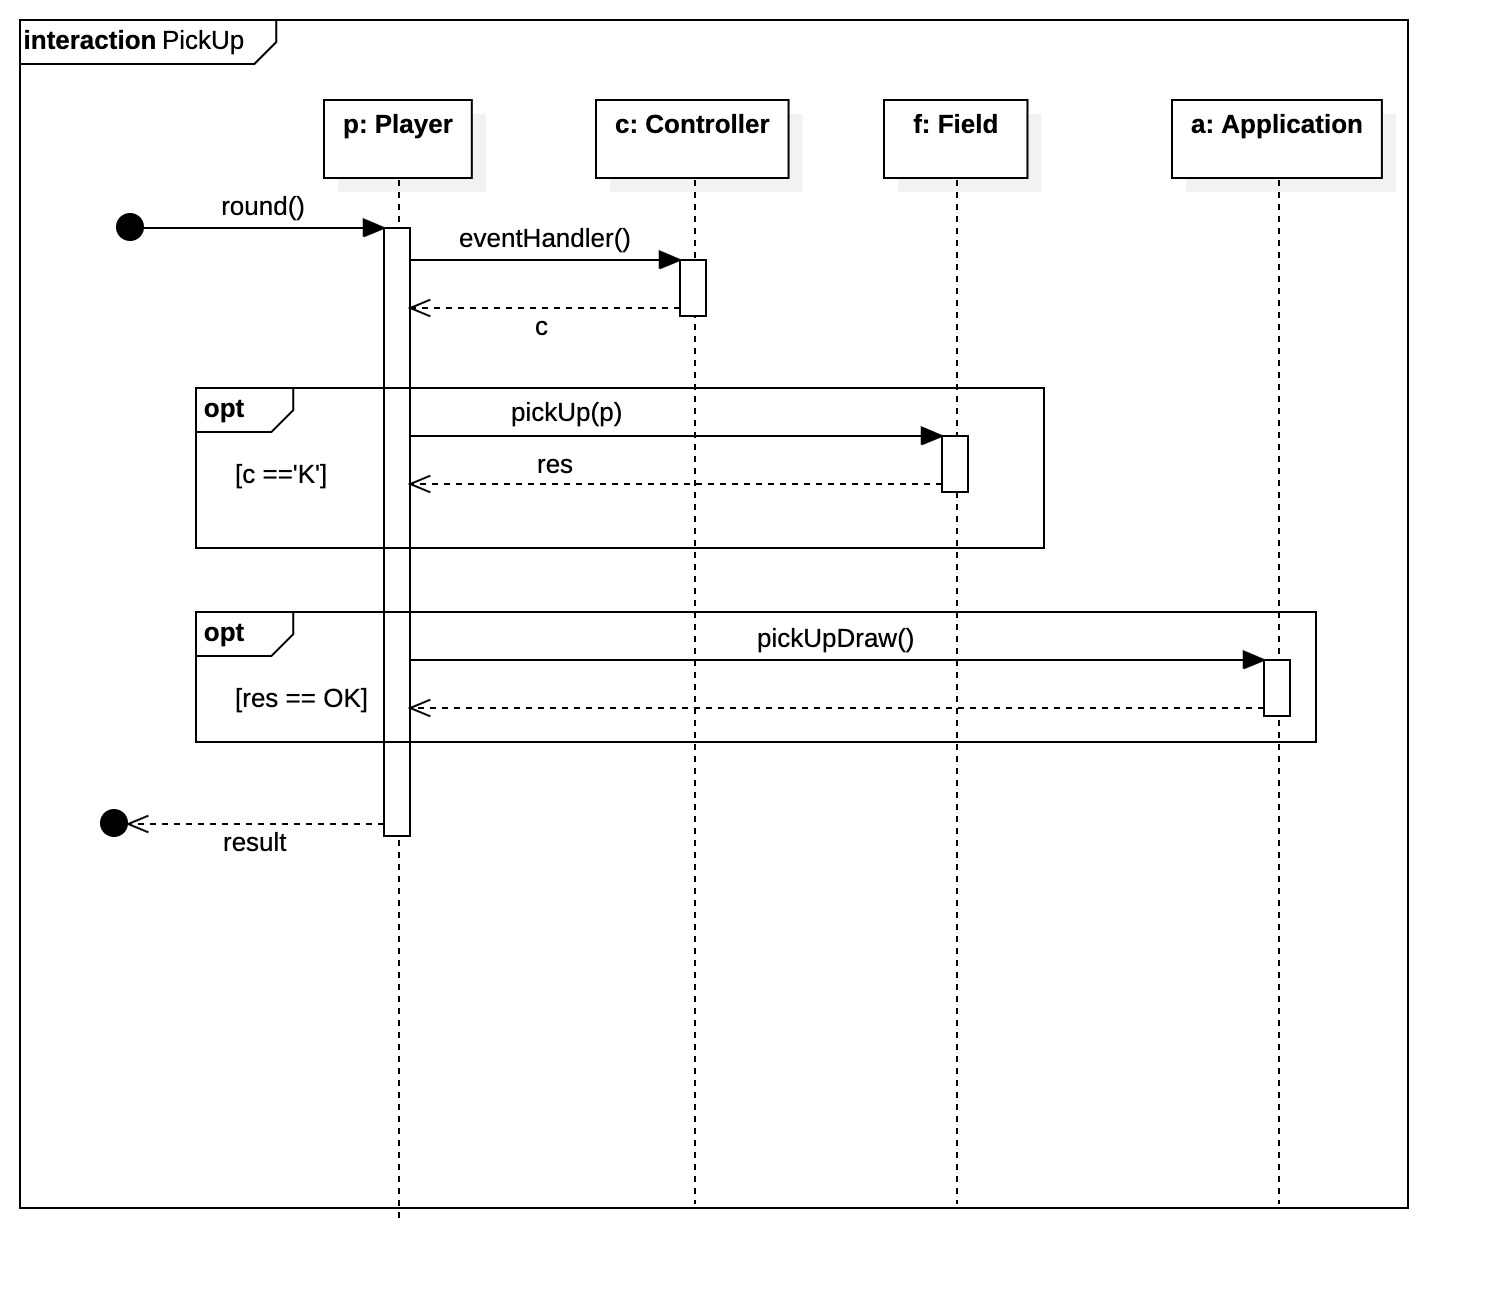 interaction PickUp
p: Player
c: Controller
f: Field
a: Application
round()
eventHandler()
c
opt
pickUp(p)
res
[c =='K']
opt
pickUpDraw()
[res == OK]
result